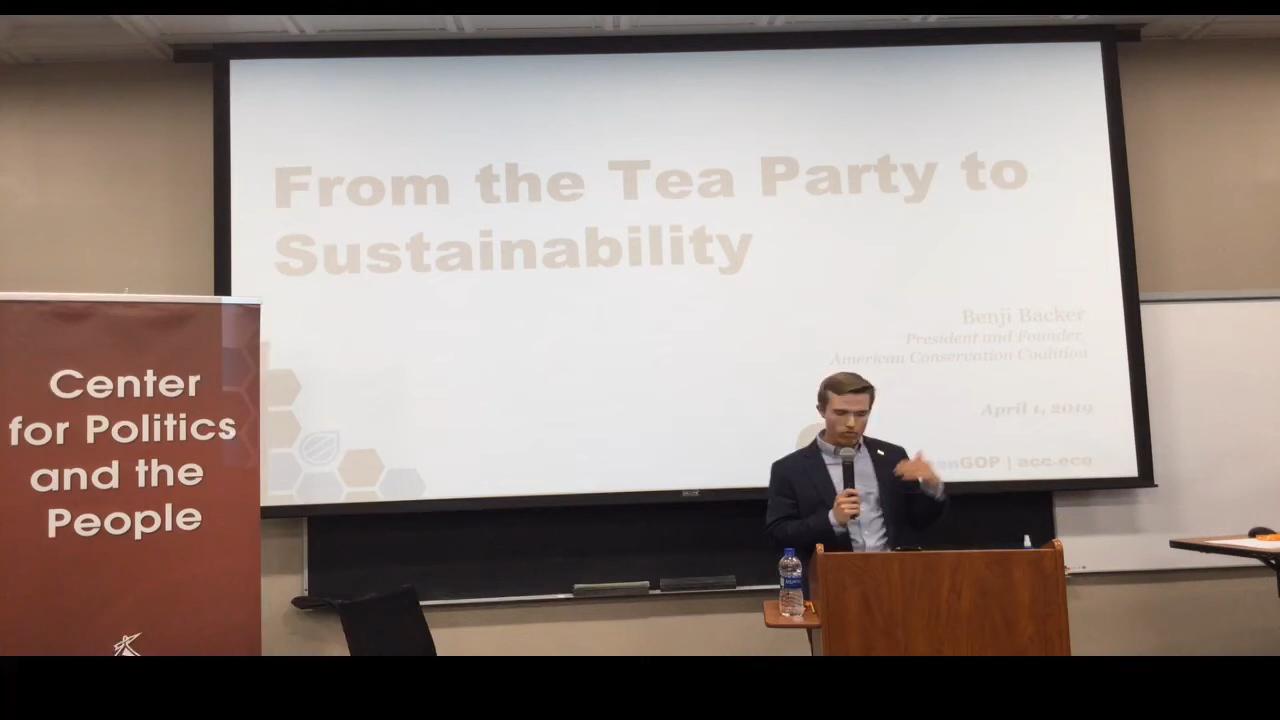 From the Tea Party to
Sustainability
Benji Backer
President and Founder,
American Conservation Coalition
April 1, 2019
GOP | acc.eco
Center
for Politics
and the
People